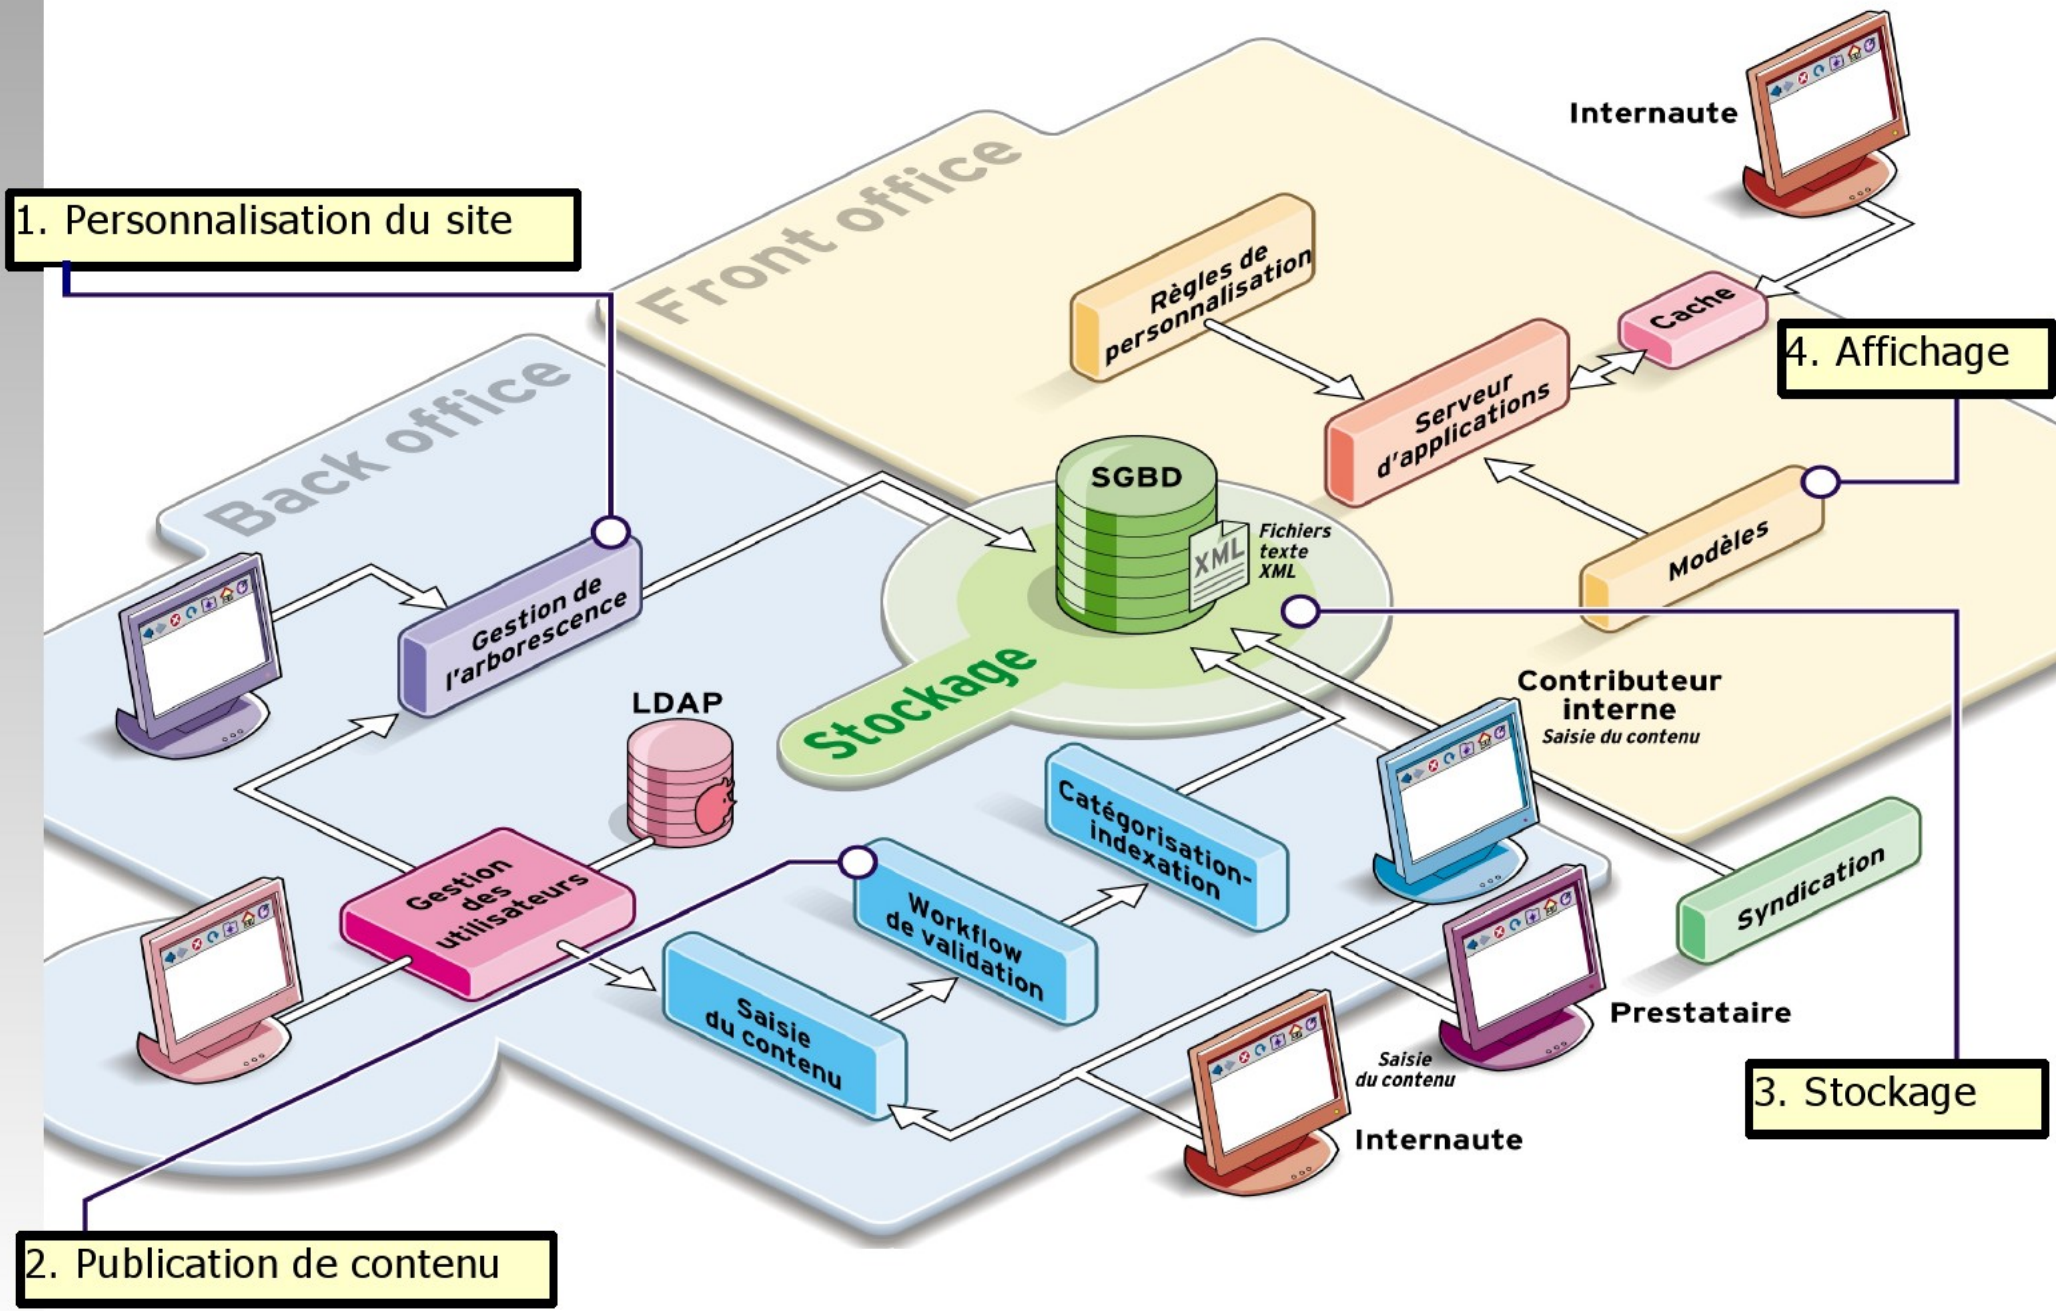 Internaute
Front office
1. Personnalisation du site
Règles de
personnalisation
Cache
4. Affichage
Serveur
d'applications
Back office
SGBD
XML
Fichiers
texte
XML
Modèles
Gestion de
l'arborescence
Stockage
LDAP
Contributeur
interne
Saisie du contenu
Catégorisation-
indexation
Syndication
Gestion
des
utilisateurs
Workflow
de validation
Saisie
du contenu
Prestataire
Saisie
du contenu
3. Stockage
Internaute
2. Publication de contenu